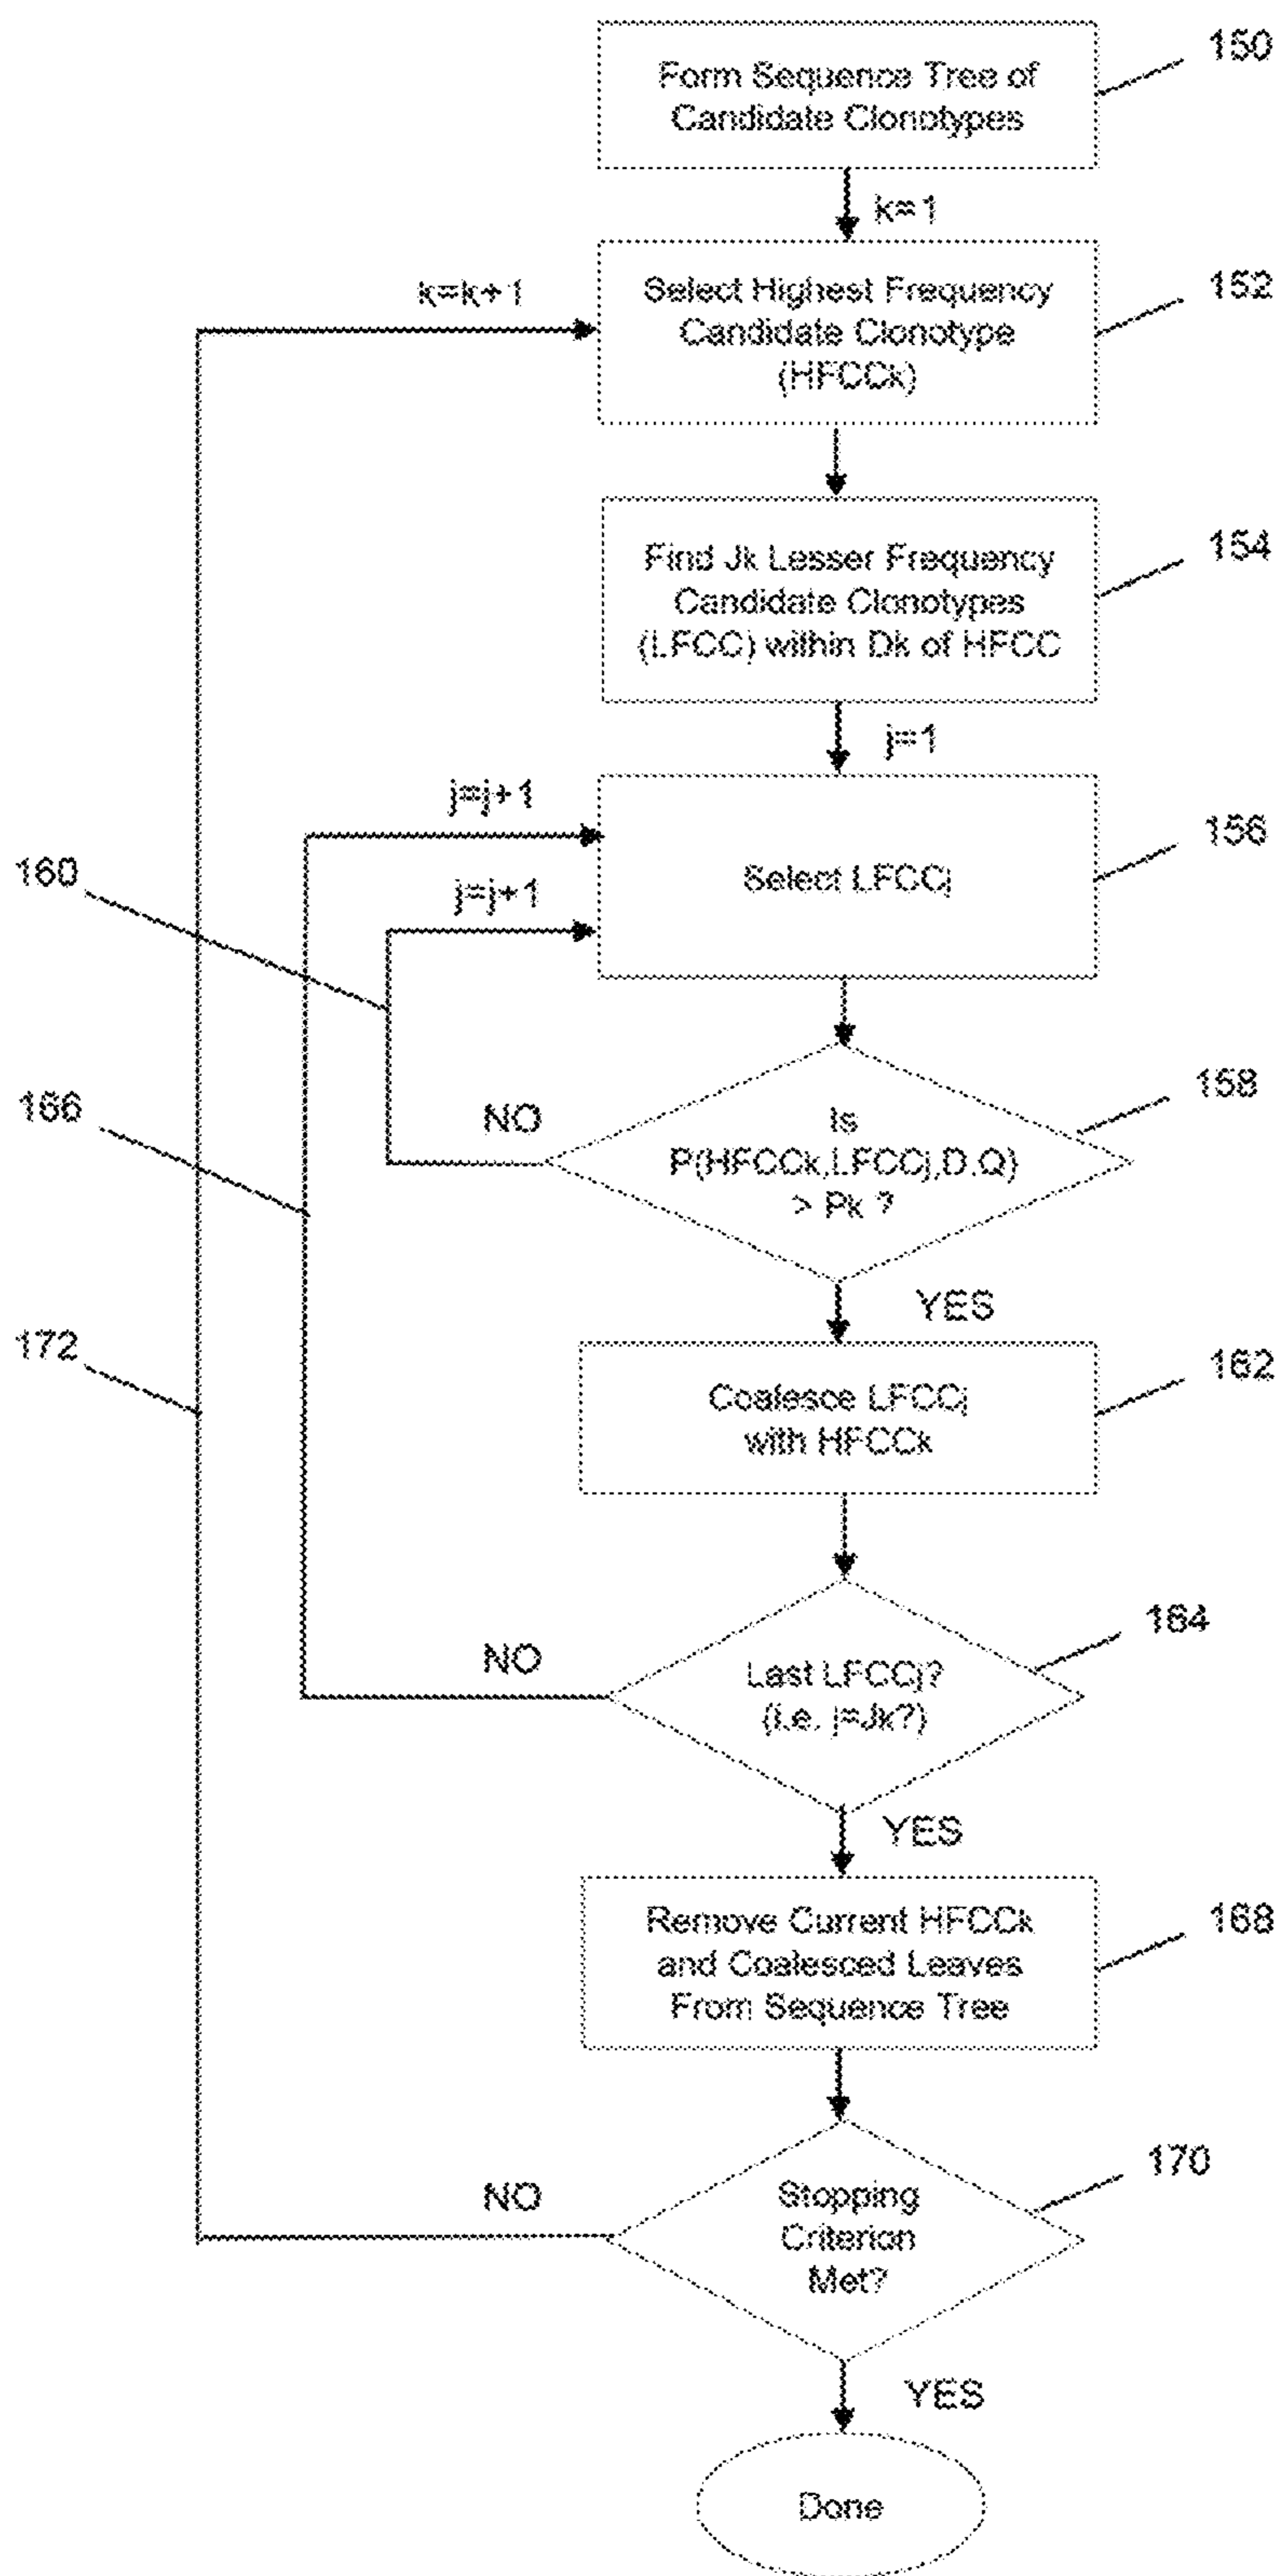 Form Sequence Tree of
Candidate Clonotypes
150
k=1
k=k+1
Select Highest Frequency
Candidate Clonotype
(HFCCk)
152
Find Jk Lesser Frequency
Candidate Clonotypes
(LFCC) within Dk of HFCC
154
j=1
j=j+1
j=j+1
Select LFCCj
156
160
Is
P(HFCCk,LFCCj,D.Q)
> Pk ?
158
NO
166
YES
172
Coalesce LFCCj
with HFCCk
162
Last LFCCj?
(i.e. j=Jk?)
164
NO
YES
Remove Current HFCCk
and Coalesced Leaves
From Sequence Tree
168
Stopping
Criterion
Met?
170
NO
YES
Done